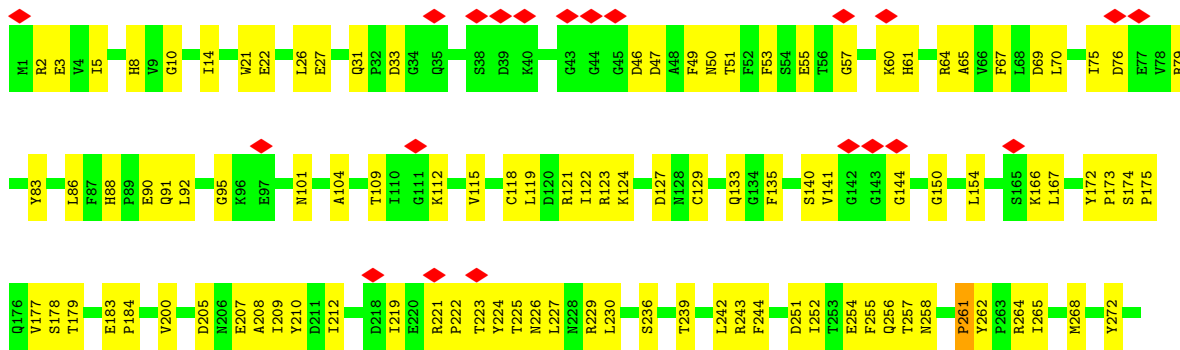 M1 R2 E3 V4 I5 H8 V9 G10 I14 W21 E22 L26 E27 Q31 P32 D33 G34 Q35 S38 D39 K40 G43 G44 G45 D46 D47 A48 F49 N50 T51 F52 F53 S54 E55 T56 G57 K60 H61 R64 A65 V66 F67 L68 D69 L70 I75 D76 E77 V78 R79
Y83 L86 F87 H88 P89 E90 Q91 L92 G95 K96 E97 N101 A104 T109 I110 G111 K112 V115 C118 L119 D120 R121 I122 R123 K124 D127 N128 C129 Q133 G134 F135 S140 V141 G142 G143 G144 G150 L154 S165 K166 L167 Y172 P173 S174 P175
Q176 V177 S178 T179 E183 P184 V200 D205 N206 E207 A208 I209 Y210 D211 I212 D218 I219 E220 R221 P222 T223 Y224 T225 N226 L227 N228 R229 L230 S236 T239 L242 R243 F244 D251 I252 T253 E254 F255 Q256 T257 N258 P261 Y262 P263 R264 I265 M268 Y272